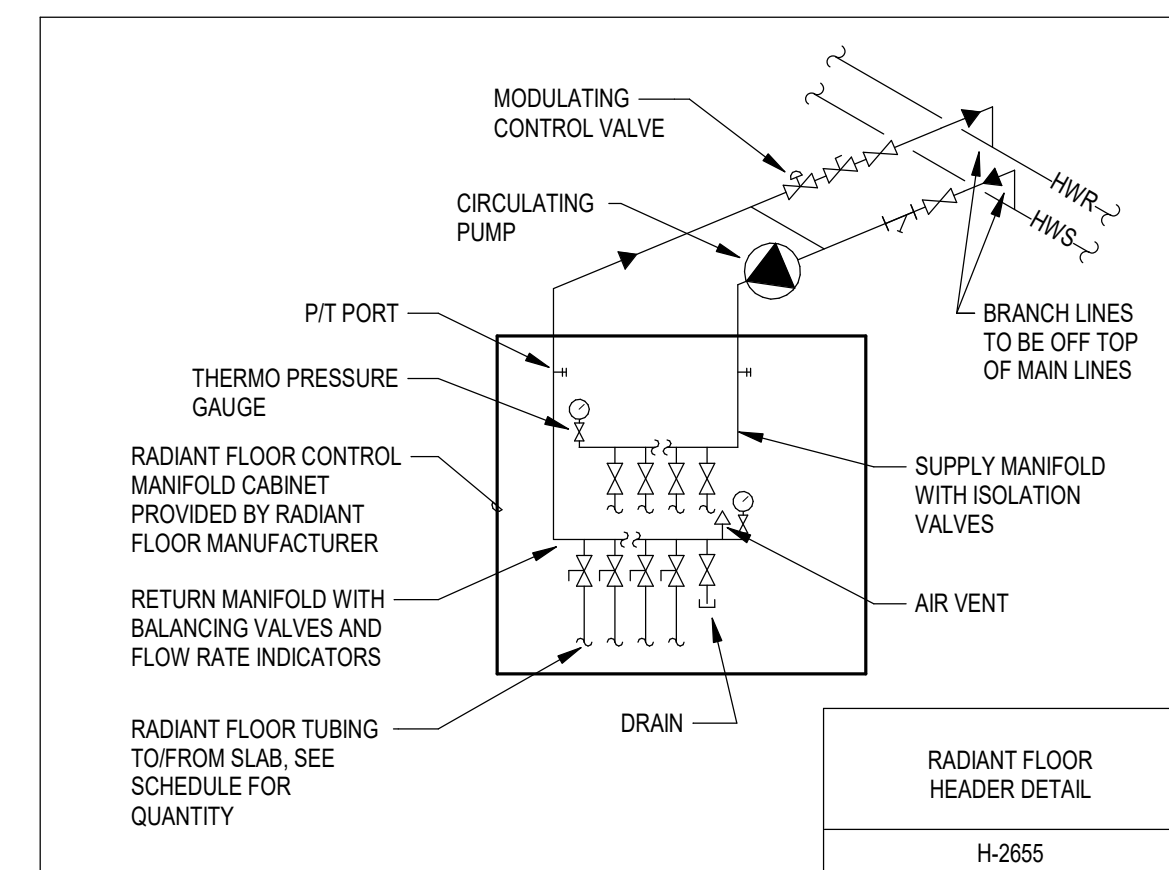 MODULATING
CONTROL VALVE
CIRCULATING
PUMP
HWR
HWS
P/T PORT
BRANCH LINES
TO BE OFF TOP
OF MAIN LINES
THERMO PRESSURE
GAUGE
RADIANT FLOOR CONTROL
MANIFOLD CABINET
PROVIDED BY RADIANT
FLOOR MANUFACTURER
SUPPLY MANIFOLD
WITH ISOLATION
VALVES
RETURN MANIFOLD WITH
BALANCING VALVES AND
FLOW RATE INDICATORS
AIR VENT
RADIANT FLOOR TUBING
TO/FROM SLAB, SEE
SCHEDULE FOR
QUANTITY
DRAIN
RADIANT FLOOR
HEADER DETAIL
H-2655